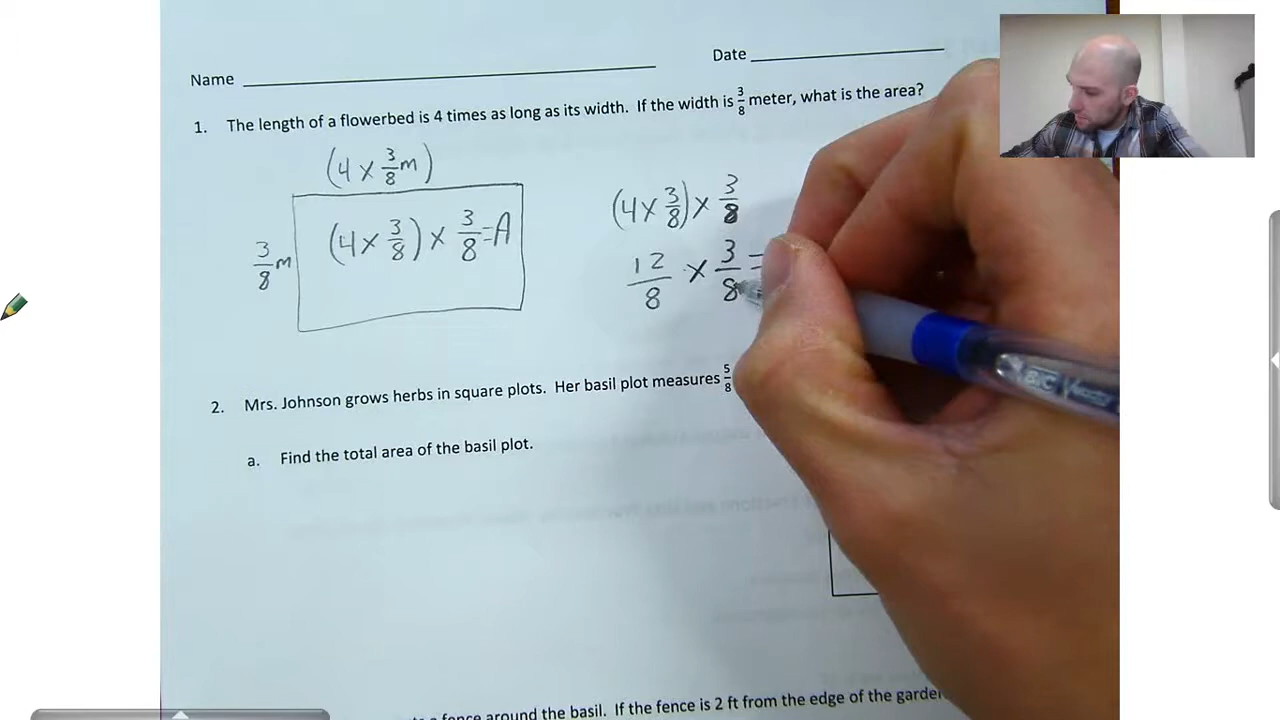 Name ____ Date ____
1. The length of a flowerbed is 4 times as long as its width. If the width is 3/8 meter, what is the area?
(4 x 3/8 m)
3/8 m
(4 x 3/8) x 3/8 = A
(4 x 3/8) x 3/8
12/8 x 3/8 =
2. Mrs. Johnson grows herbs in square plots. Her basil plot measures 5/8
a. Find the total area of the basil plot.
a fence around the basil. If the fence is 2 ft from the edge of the garde
BIC